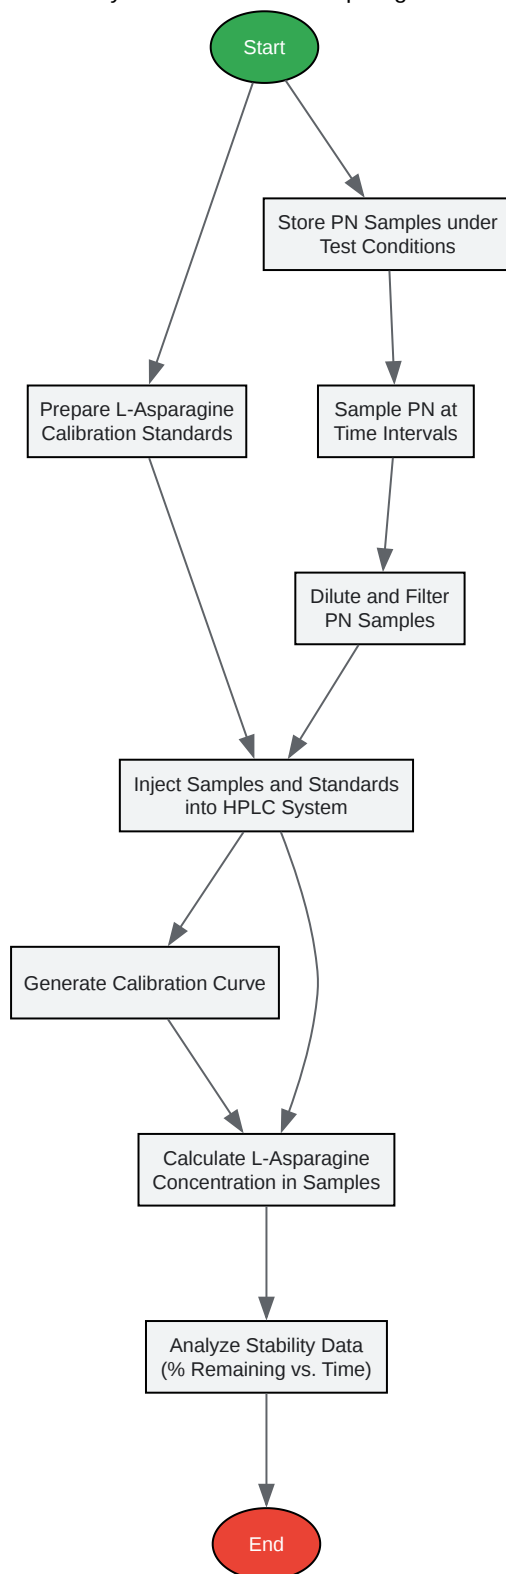 Start
Store PN Samples under
Test Conditions
Prepare L-Asparagine
Calibration Standards
Sample PN at
Time Intervals
Dilute and Filter
PN Samples
Inject Samples and Standards
into HPLC System
Generate Calibration Curve
Calculate L-Asparagine
Concentration in Samples
Analyze Stability Data
(% Remaining vs. Time)
End